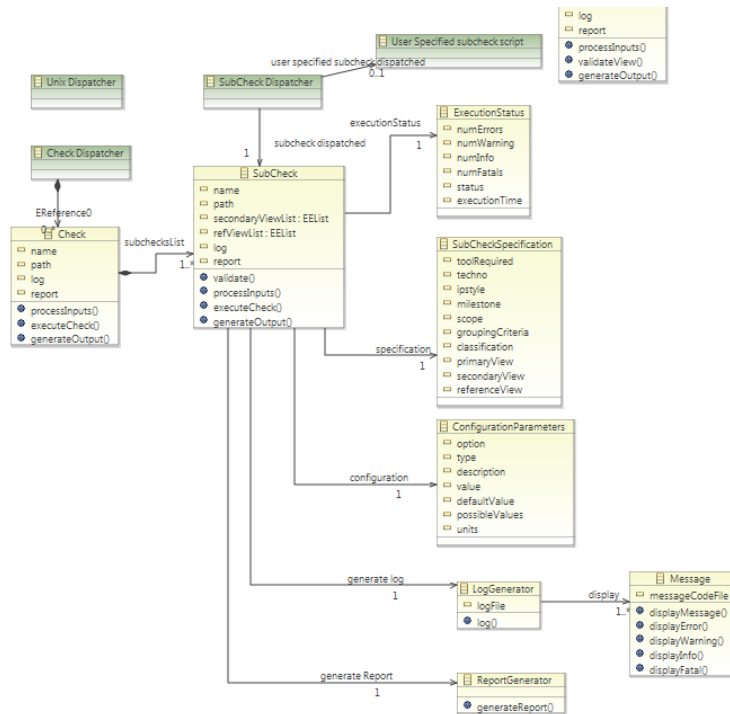 log
report
processInputs()
validateView()
generateOutput()
User Specified subcheck script
user specified subcheck dispatched
0..1
Unix Dispatcher
SubCheck Dispatcher
Check Dispatcher
subcheck dispatched
1
executionStatus
1
ExecutionStatus
numErrors
numWarning
numInfo
numFatals
status
executionTime
EReference0
0..*
Check
name
path
log
report
processInputs()
executeCheck()
generateOutput()
subchecksList
1..*
SubCheck
name
path
secondaryViewList : EEList
refViewList : EEList
log
report
validate()
processInputs()
executeCheck()
generateOutput()
specification
1
SubCheckSpecification
toolRequired
techno
ipstyle
milestone
scope
groupingCriteria
classification
primaryView
secondaryView
referenceView
configuration
1
ConfigurationParameters
option
type
description
value
defaultValue
possibleValues
units
generate log
1
LogGenerator
logFile
log()
display
1..*
Message
messageCodeFile
displayMessage()
displayError()
displayWarning()
displayInfo()
displayFatal()
generate Report
1
ReportGenerator
generateReport()